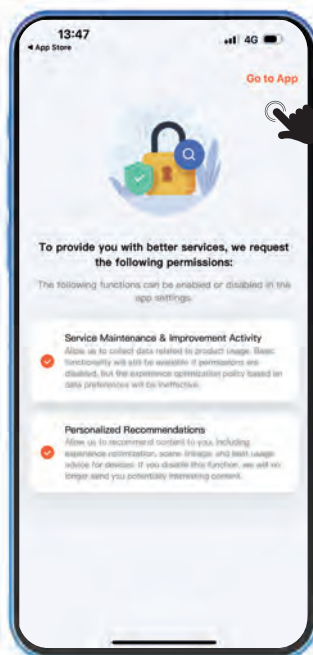 13:47
4G
◀ App Store
Go to App
To provide you with better services, we request
the following permissions:
The following functions can be enabled or disabled in the
app settings.
Service Maintenance & Improvement Activity
Allow us to collect data related to product usage. Basic
functionality will still be available if permissions are
disabled, but the experience optimization policy based on
data preferences will be ineffective.
Personalized Recommendations
Allow us to recommend content to you, including
experience optimization, scene linkage, and best usage
advice for devices. If you disable this function, we will no
longer send you potentially interesting content.